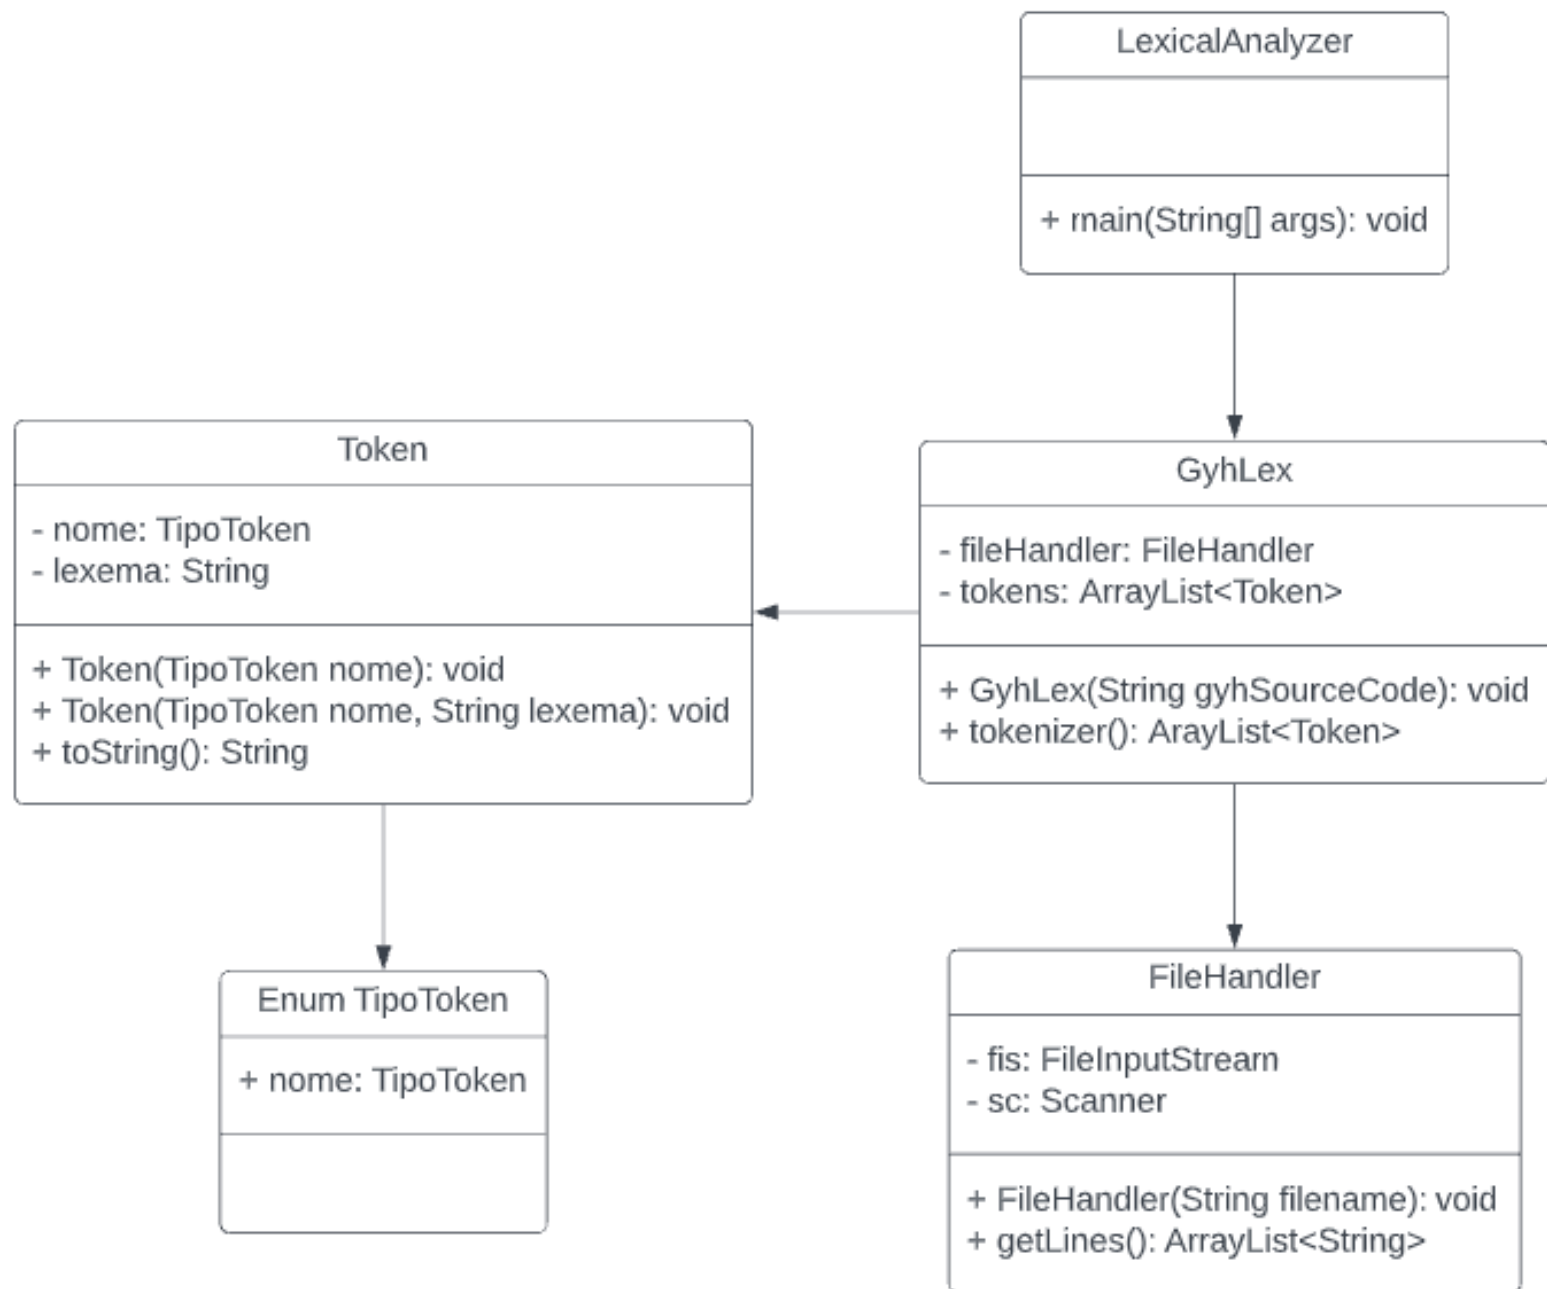 LexicalAnalyzer
+ main(String[] args): void
Token
- nome: TipoToken
- lexema: String
+ Token(TipoToken nome): void
+ Token(TipoToken nome, String lexema): void
+ toString(): String
GyhLex
- fileHandler: FileHandler
- tokens: ArrayList<Token>
+ GyhLex(String gyhSourceCode): void
+ tokenizer(): ArayList<Token>
Enum TipoToken
+ nome: TipoToken
FileHandler
- fis: FileInputStream
- sc: Scanner
+ FileHandler(String filename): void
+ getLines(): ArrayList<String>